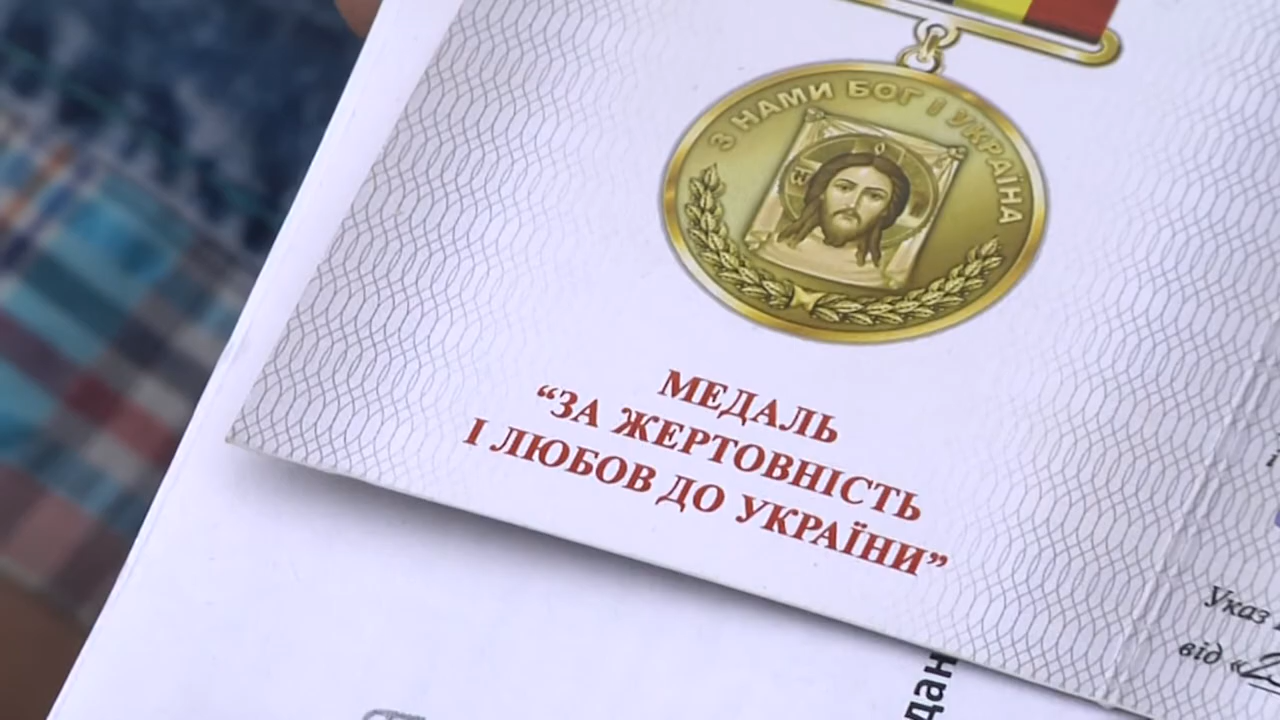 З НАМИ БОГ І УКРАЇНА
МЕДАЛЬ
“ЗА ЖЕРТОВНІСТЬ
І ЛЮБОВ ДО УКРАЇНИ”
і
Указ
від «